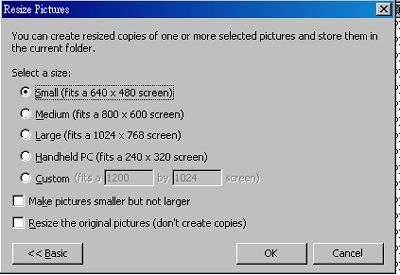 Resize Pictures
You can create resized copies of one or more selected pictures and store them in
the current folder.
Select a size:
Small (fits a 640 x 480 screen)
Medium (fits a 800 x 600 screen)
Large (fits a 1024 x 768 screen)
Handheld PC (fits a 240 x 320 screen)
Custom (fits a 1200 by 1024 screen)
Make pictures smaller but not larger
Resize the original pictures (don't create copies)
<< Basic OK Cancel